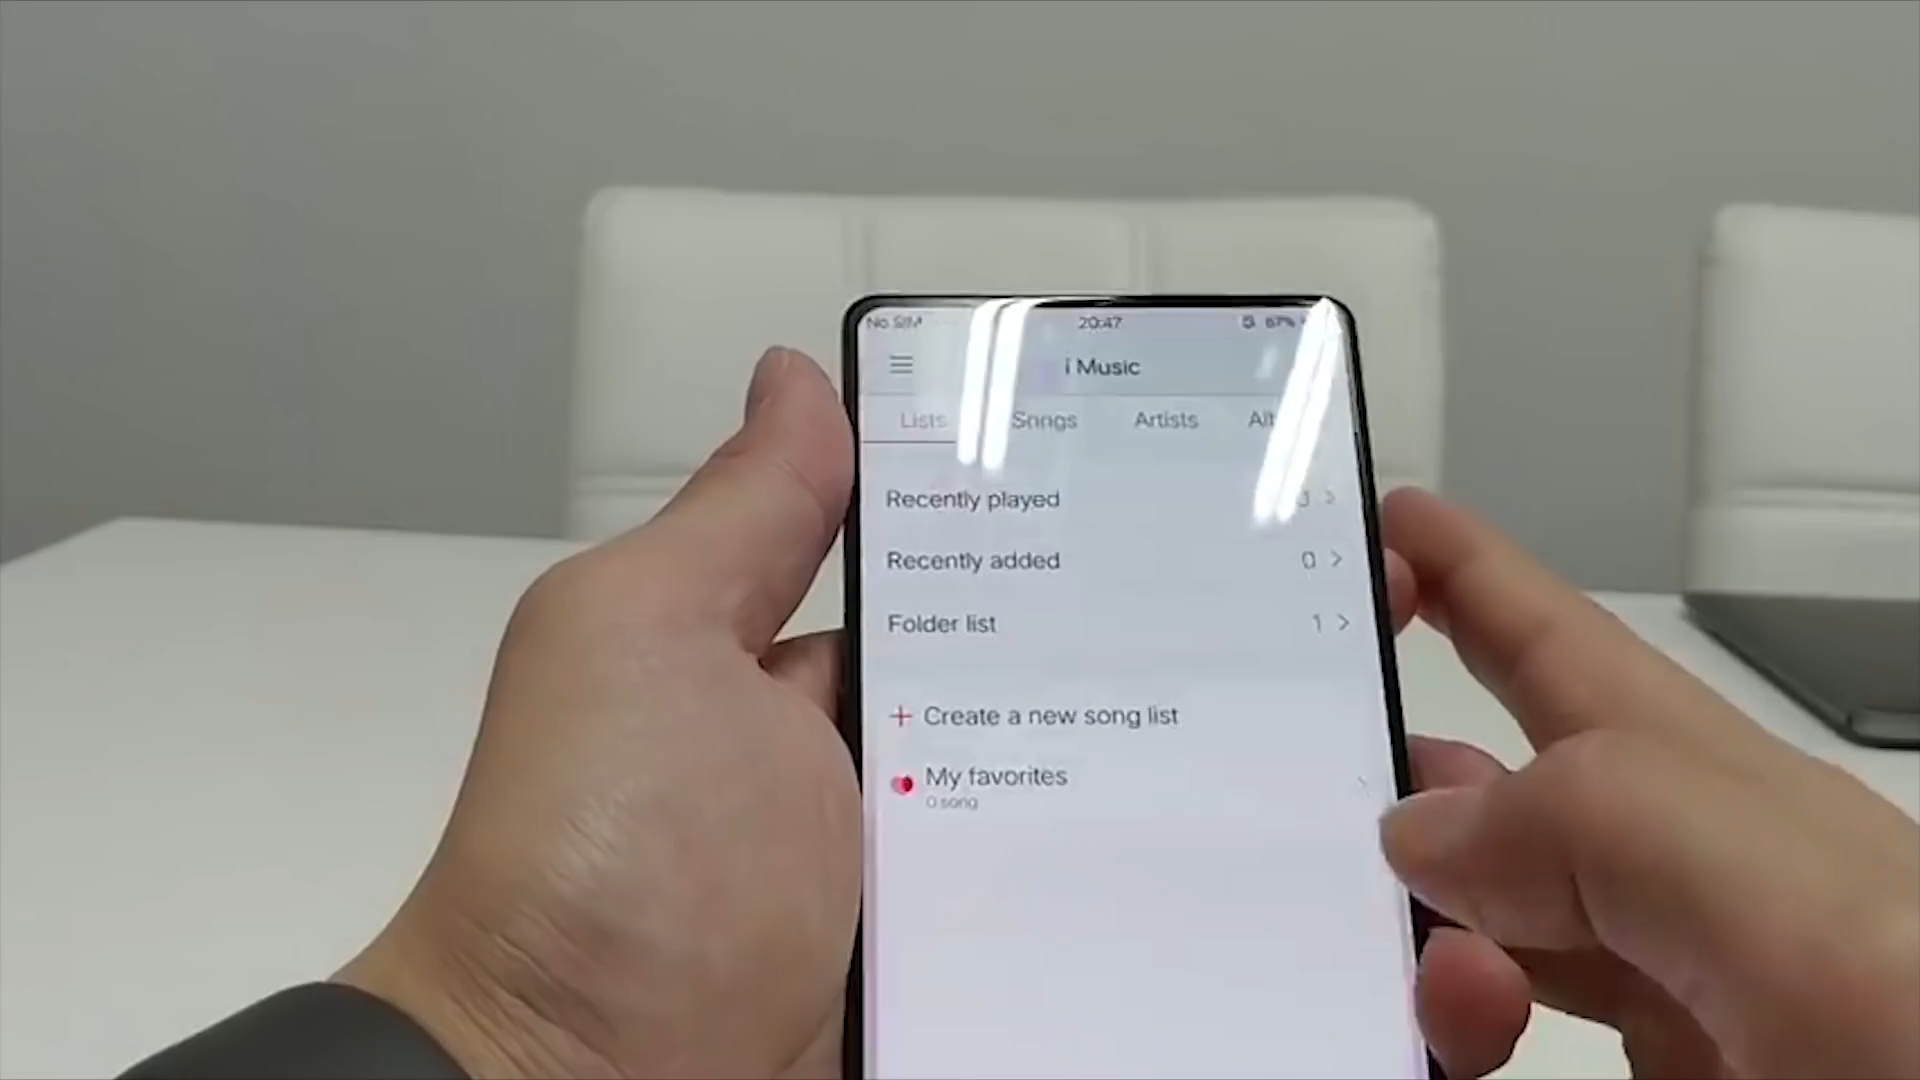 No SIM 20:47 67%
i Music
Lists Songs Artists
Recently played >
Recently added 0 >
Folder list 1 >
+ Create a new song list
My favorites
0 song